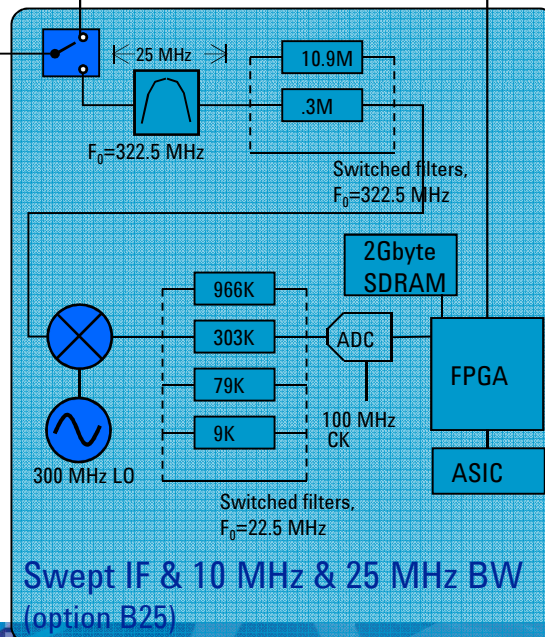 25 MHz
10.9M
.3M
F₀=322.5 MHz
Switched filters,
F₀=322.5 MHz
2Gbyte
SDRAM
966K
303K
ADC
FPGA
79K
100 MHz
CK
9K
300 MHz LO
ASIC
Switched filters,
F₀=22.5 MHz
Swept IF & 10 MHz & 25 MHz BW
(option B25)